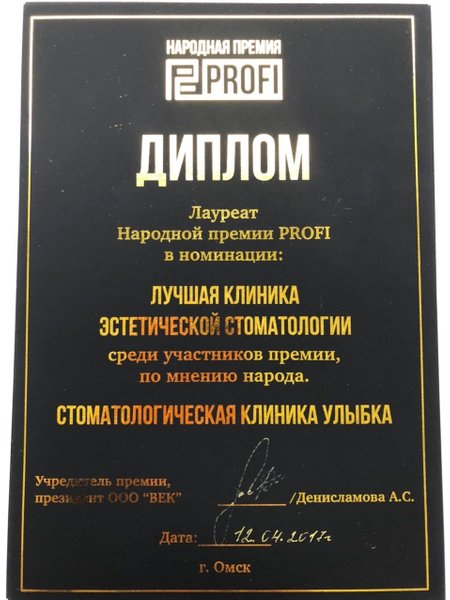 НАРОДНАЯ ПРЕМИЯ
PROFI
ДИПЛОМ
Лауреат
Народной премии PROFI
в номинации:
ЛУЧШАЯ КЛИНИКА
ЭСТЕТИЧЕСКОЙ СТОМАТОЛОГИИ
среди участников премии,
по мнению народа.
СТОМАТОЛОГИЧЕСКАЯ КЛИНИКА УЛЫБКА
Учредитель премии,
президент ООО "ВЕК" /Денисламова А.С.
Дата: 12.04.2017г
г. Омск